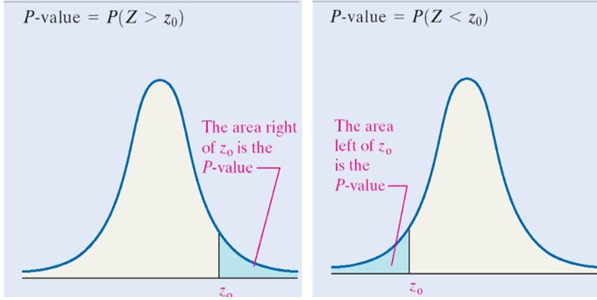 P-value = P(Z > z₀)
The area right
of z₀ is the
P-value
z₀
P-value = P(Z < z₀)
The area
left of z₀
is the
P-value
z₀